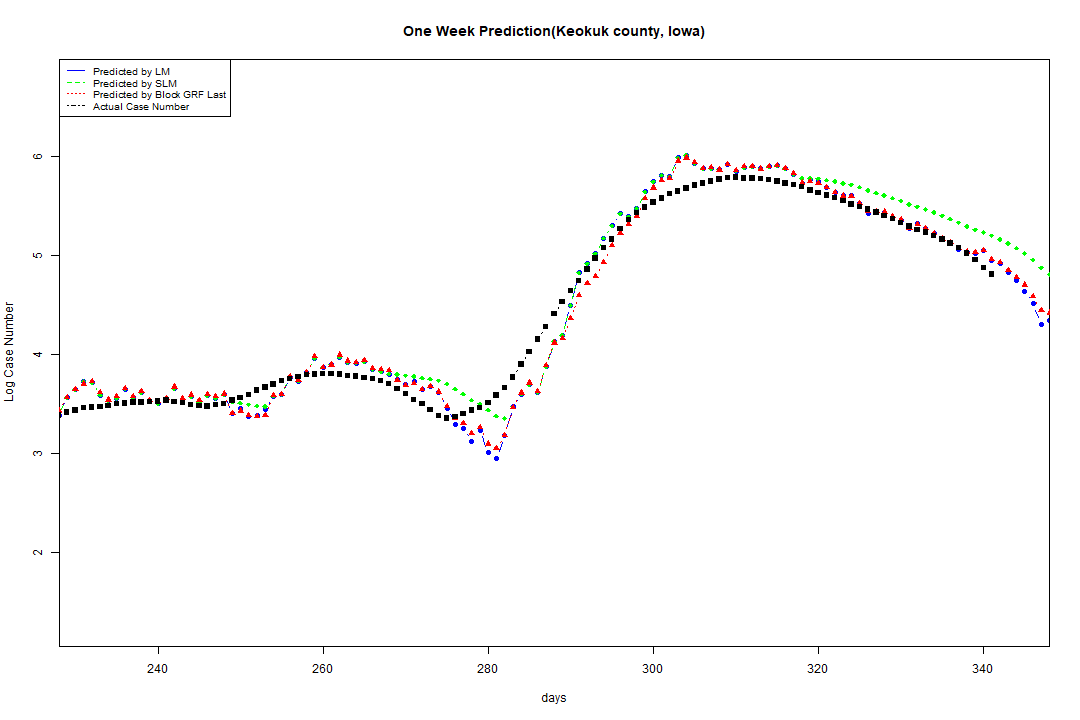 One Week Prediction(Keokuk county, Iowa)
Predicted by LM
Predicted by SLM
Predicted by Block GRF Last
Actual Case Number
6
5
4
3
2
Log Case Number
240 260 280 300 320 340
days